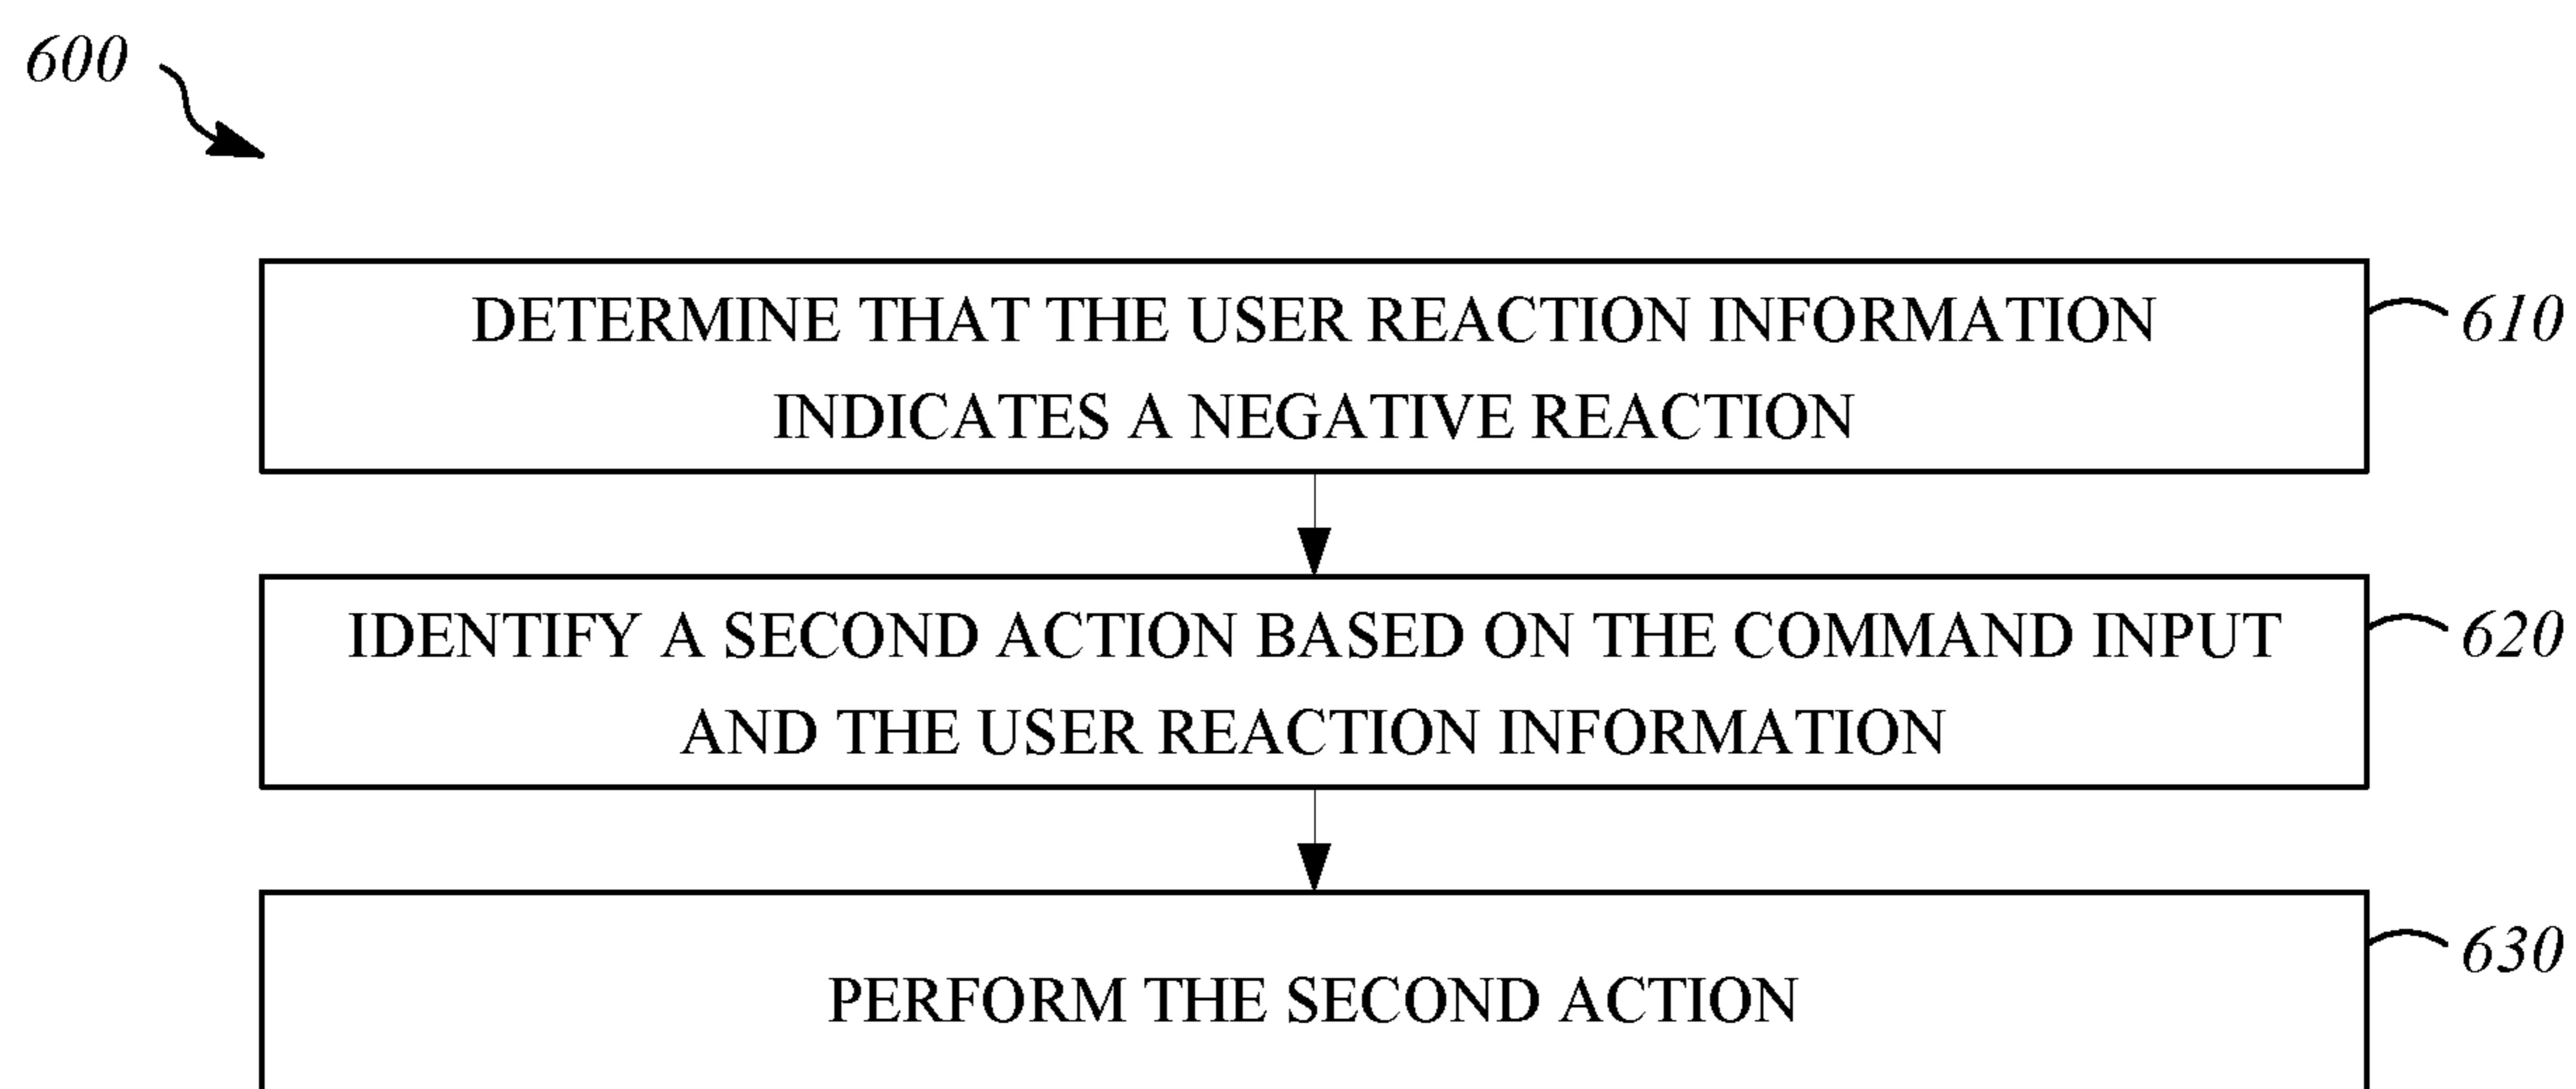 600
DETERMINE THAT THE USER REACTION INFORMATION
INDICATES A NEGATIVE REACTION
610
IDENTIFY A SECOND ACTION BASED ON THE COMMAND INPUT
AND THE USER REACTION INFORMATION
620
PERFORM THE SECOND ACTION
630